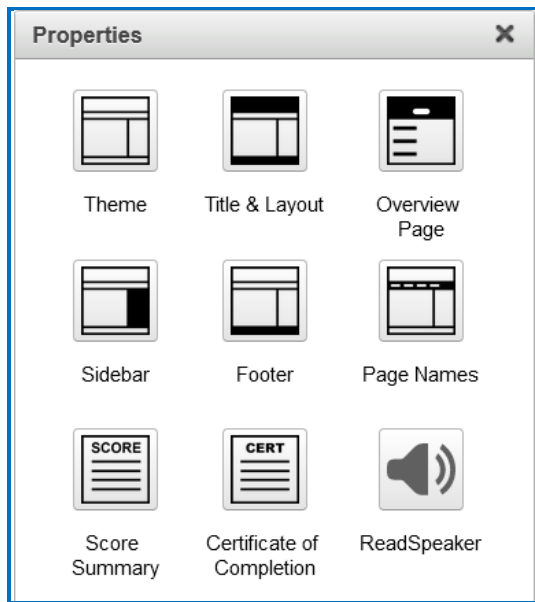 Properties
Theme
Title & Layout
Overview
Page
Sidebar
Footer
Page Names
SCORE
CERT
Score
Summary
Certificate of
Completion
ReadSpeaker